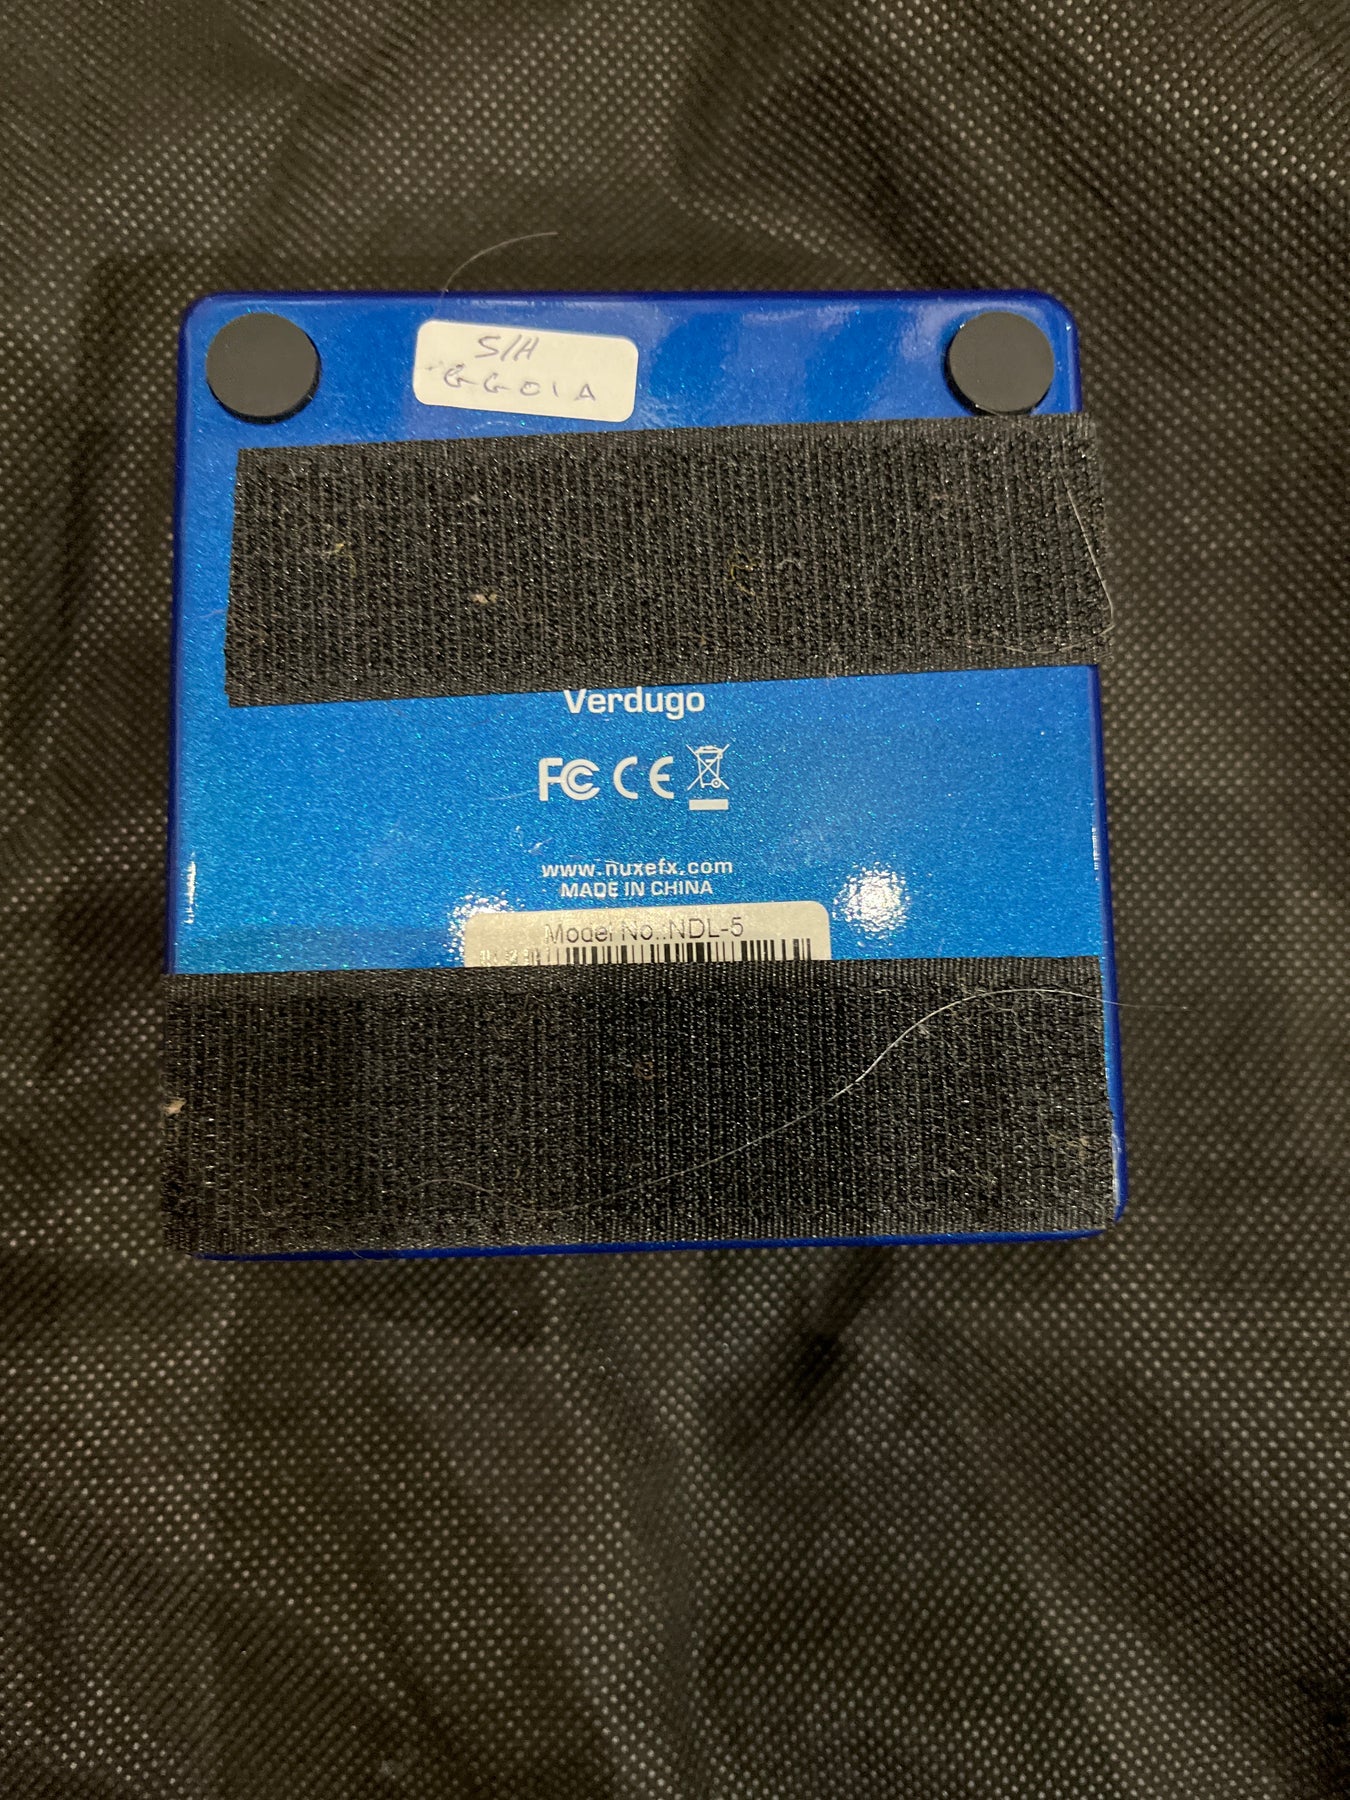 S/H
GG01A
Verdugo
FC CE
www.nuxefx.com
MADE IN CHINA
Model No.:NDL-5